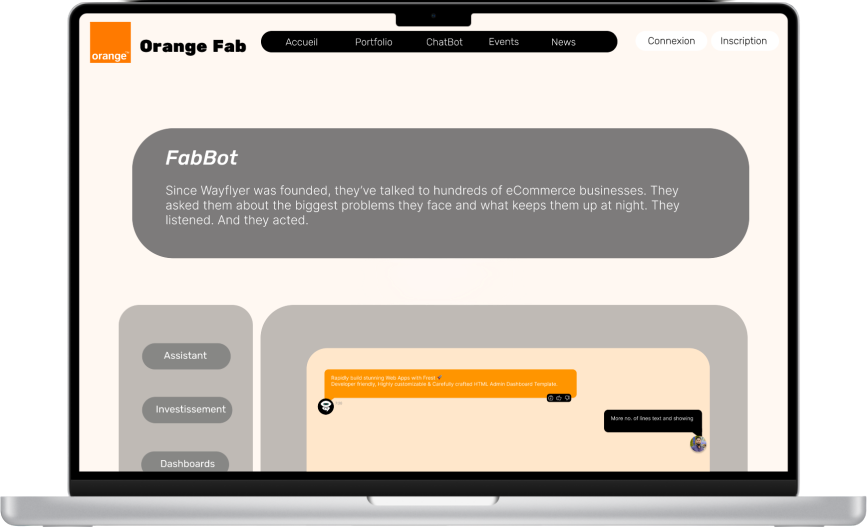 orange™
Orange Fab
Accueil
Portfolio
ChatBot
Events
News
Connexion
Inscription
FabBot
Since Wayflyer was founded, they've talked to hundreds of eCommerce businesses. They
asked them about the biggest problems they face and what keeps them up at night. They
listened. And they acted.
Assistant
Investissement
Dashboards
Rapidly build stunning Web Apps with Frest 🚀
Developer friendly, Highly customizable & Carefully crafted HTML Admin Dashboard Template.
More no. of lines text and showing